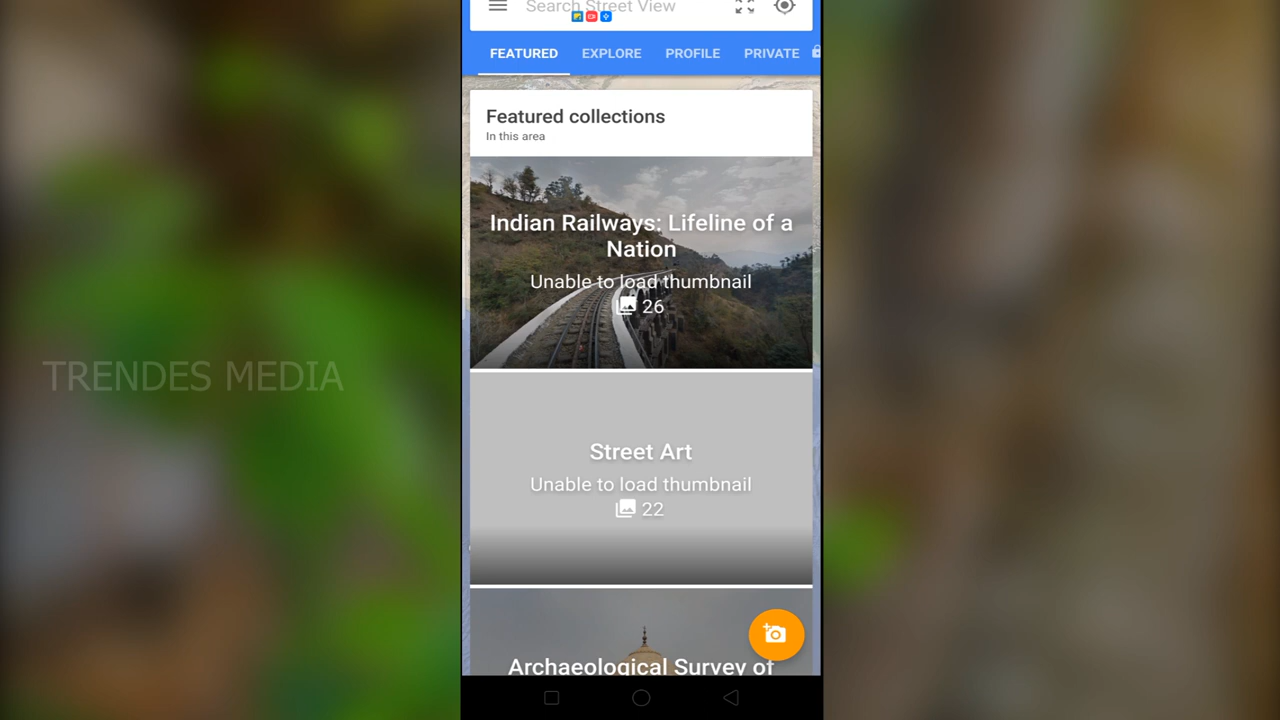 Search Street View
FEATURED EXPLORE PROFILE PRIVATE
Featured collections
In this area
Indian Railways: Lifeline of a
Nation
Unable to load thumbnail
26
TRENDES MEDIA
Street Art
Unable to load thumbnail
22
Archaeological Survey of